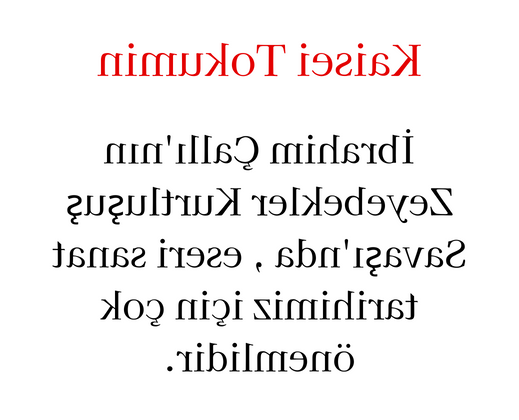 Kaisei Tokumin
İbrahim Çallı'nın
Zeyebekler Kurtluşuş
Savaşı'nda , eseri sanat
tarihimiz için çok
önemlidir.